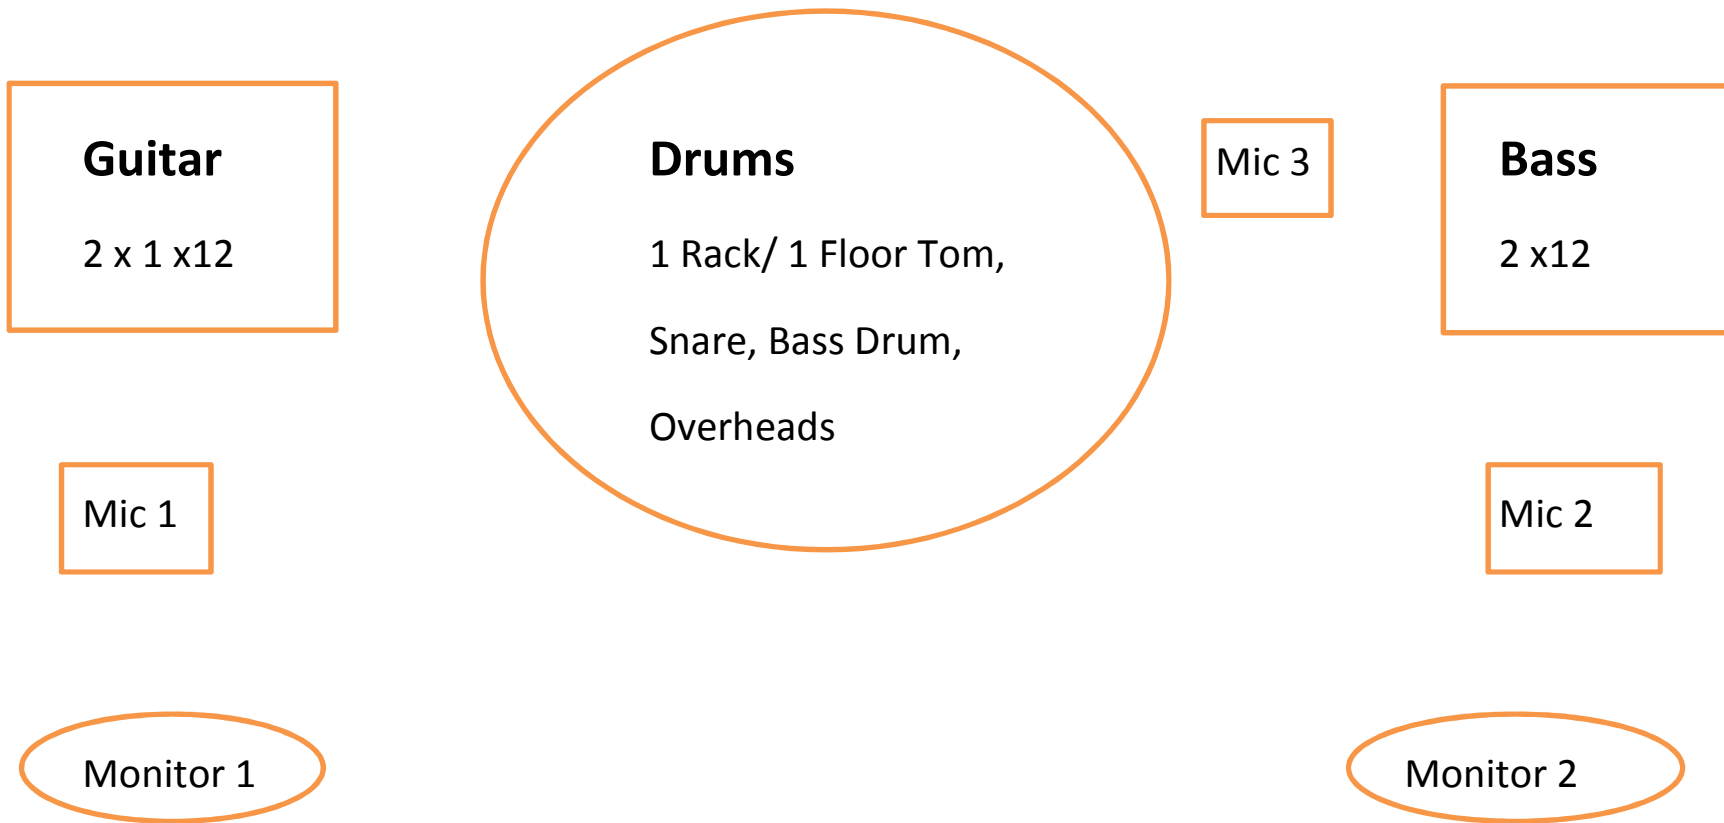 Guitar
2 x 1 x12
Drums
1 Rack/ 1 Floor Tom,
Snare, Bass Drum,
Overheads
Mic 3
Bass
2 x12
Mic 1
Mic 2
Monitor 1
Monitor 2